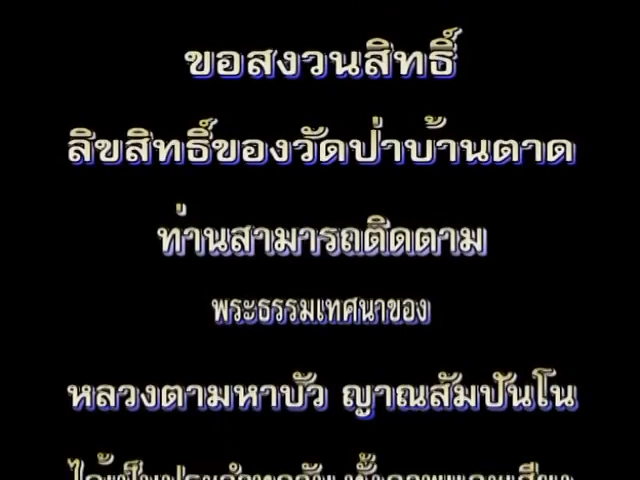 ขอสงวนสิทธิ์
ลิขสิทธิ์ของวัดป่าบ้านตาด
ท่านสามารถติดตาม
พระธรรมเทศนาของ
หลวงตามหาบัว ญาณสัมปันโน